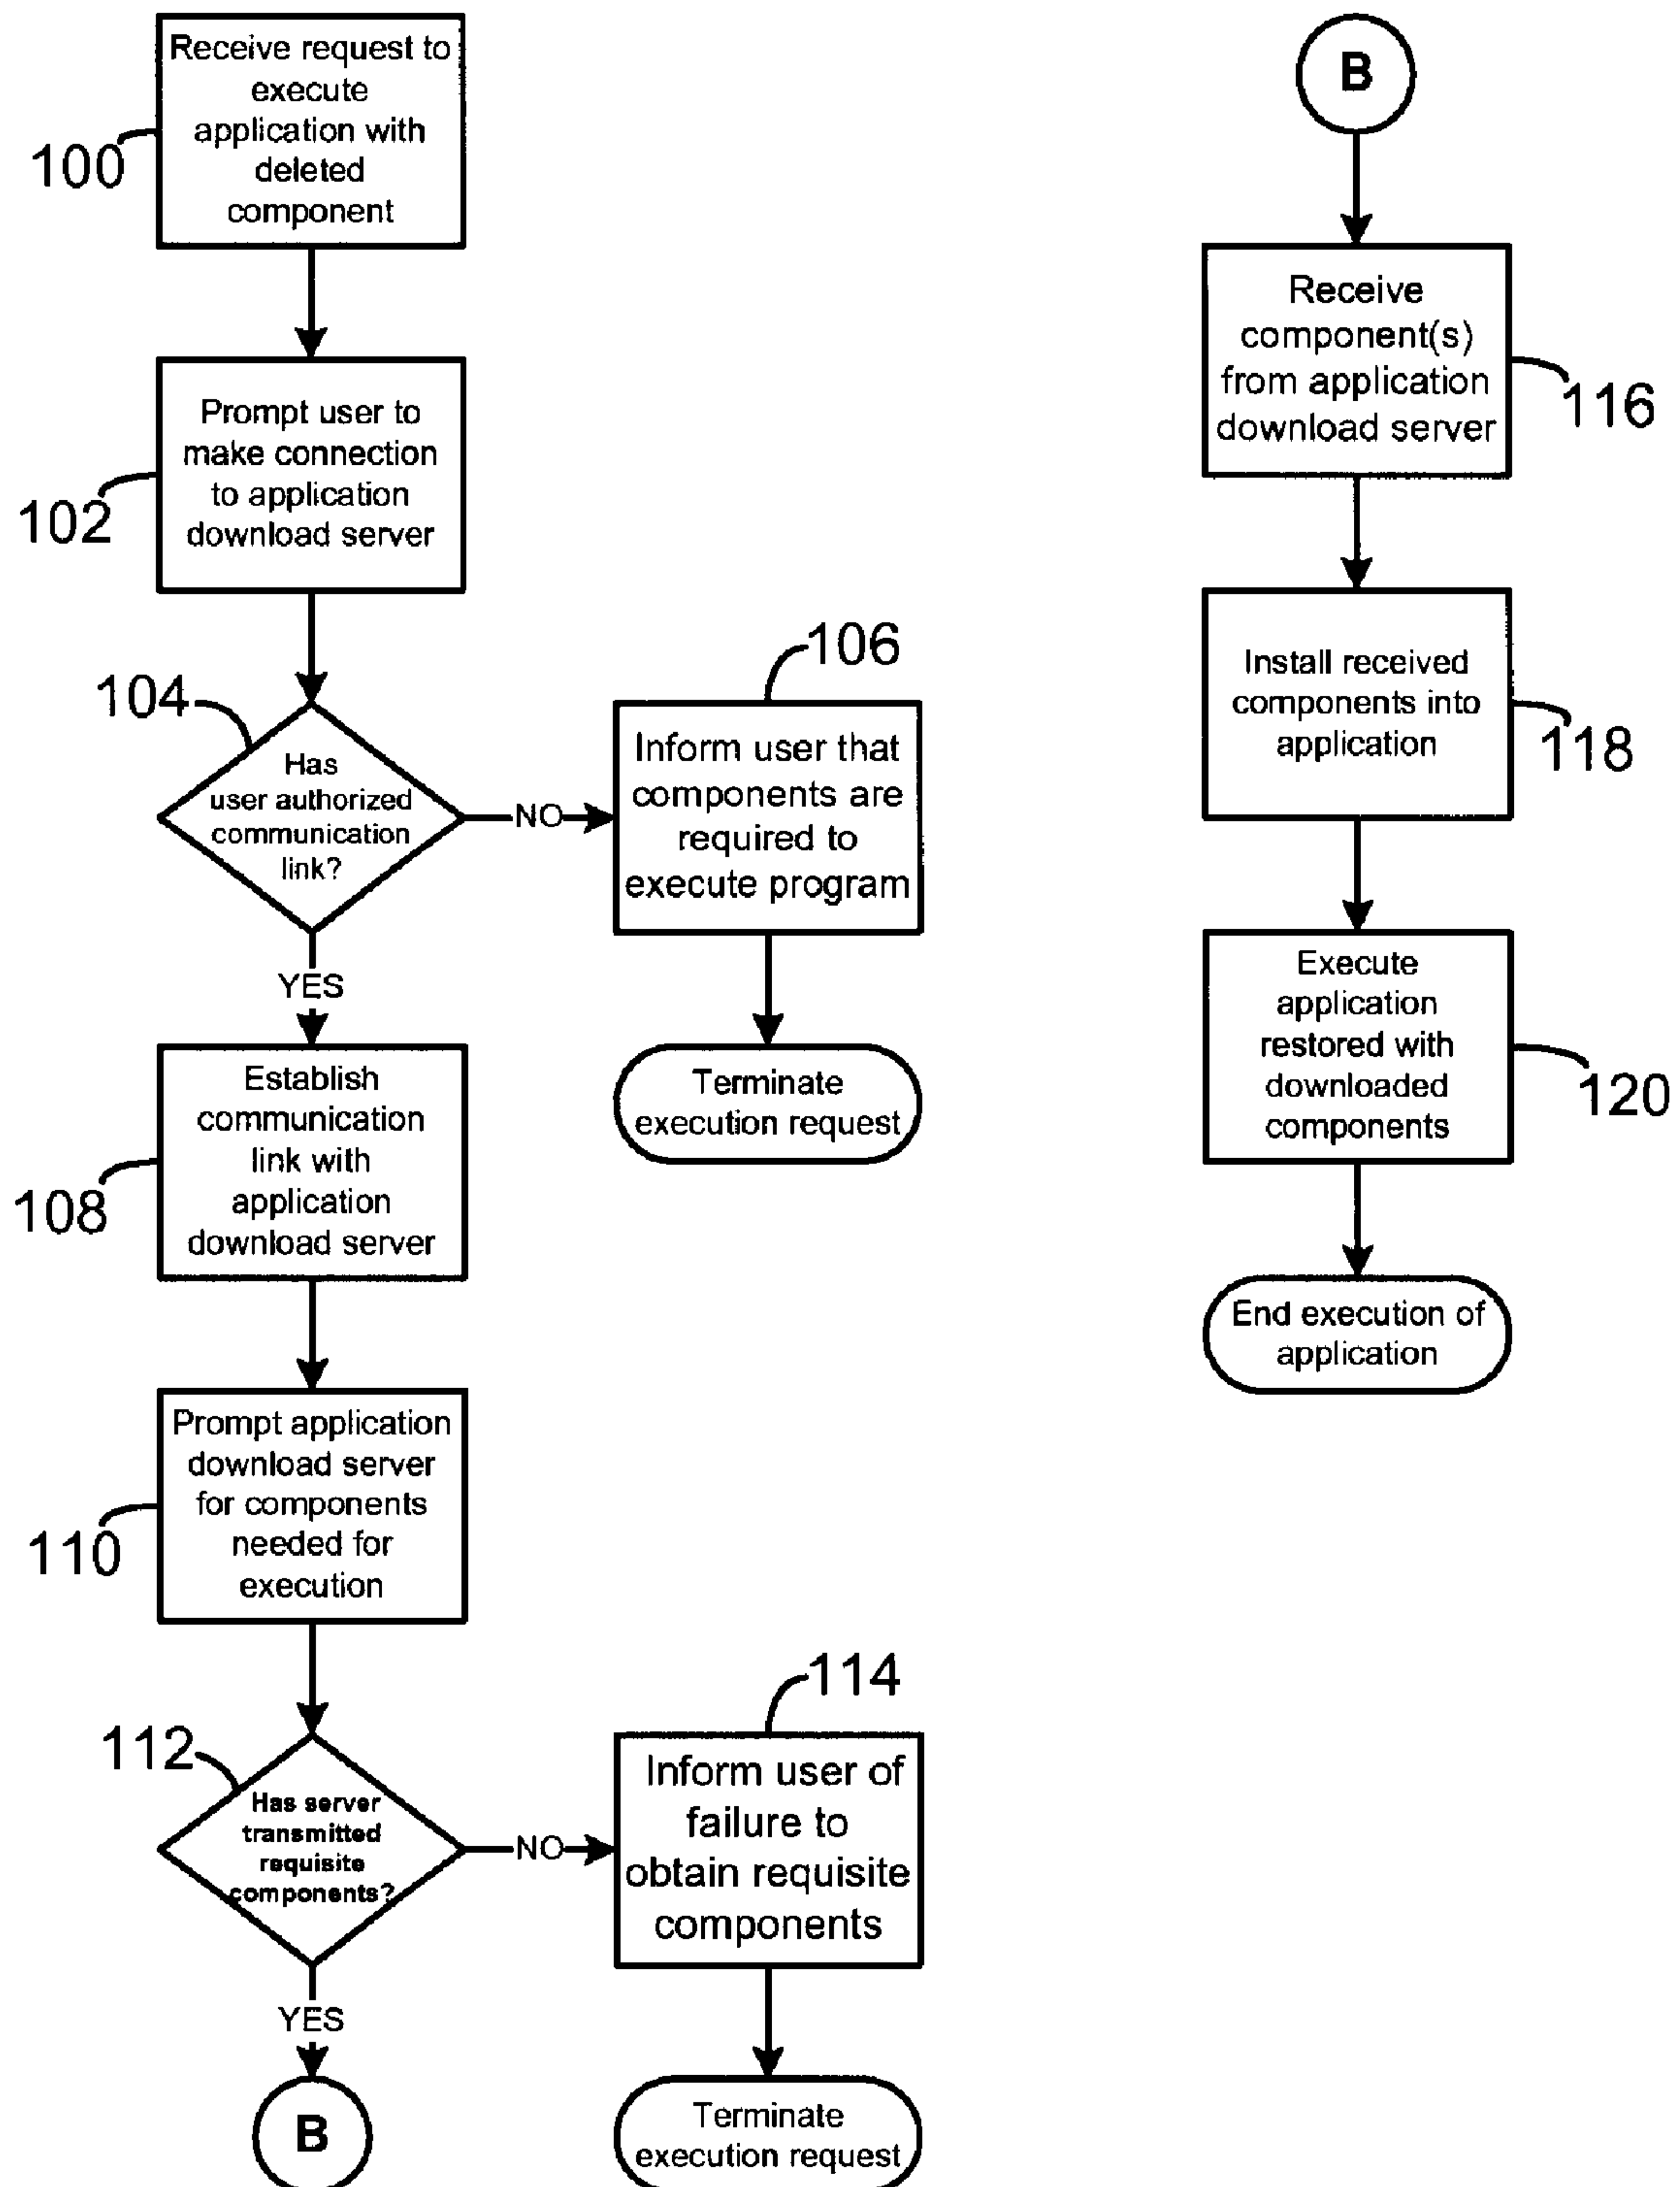 Receive request to
execute
application with
deleted
component
100
Prompt user to
make connection
to application
download server
102
104
Has
user authorized
communication
link?
NO
106
Inform user that
components are
required to
execute program
Terminate
execution request
YES
Establish
communication
link with
application
download server
108
Prompt application
download server
for components
needed for
execution
110
112
Has server
transmitted
requisite
components?
NO
114
Inform user of
failure to
obtain requisite
components
Terminate
execution request
YES
B
B
Receive
component(s)
from application
download server
116
Install received
components into
application
118
Execute
application
restored with
downloaded
components
120
End execution of
application